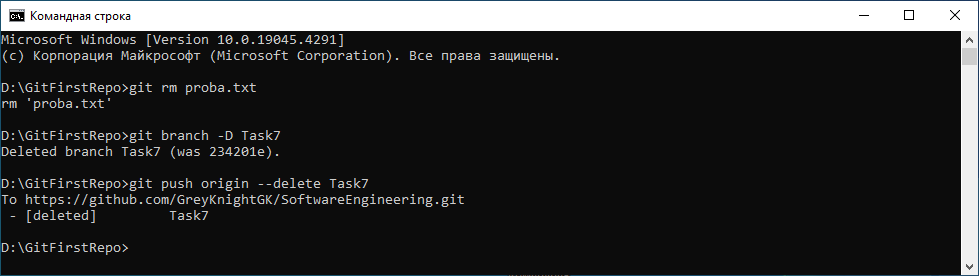 Командная строка
Microsoft Windows [Version 10.0.19045.4291]
(c) Корпорация Майкрософт (Microsoft Corporation). Все права защищены.
D:\GitFirstRepo>git rm proba.txt
rm 'proba.txt'
D:\GitFirstRepo>git branch -D Task7
Deleted branch Task7 (was 234201e).
D:\GitFirstRepo>git push origin --delete Task7
To https://github.com/GreyKnightGK/SoftwareEngineering.git
 - [deleted]         Task7
D:\GitFirstRepo>